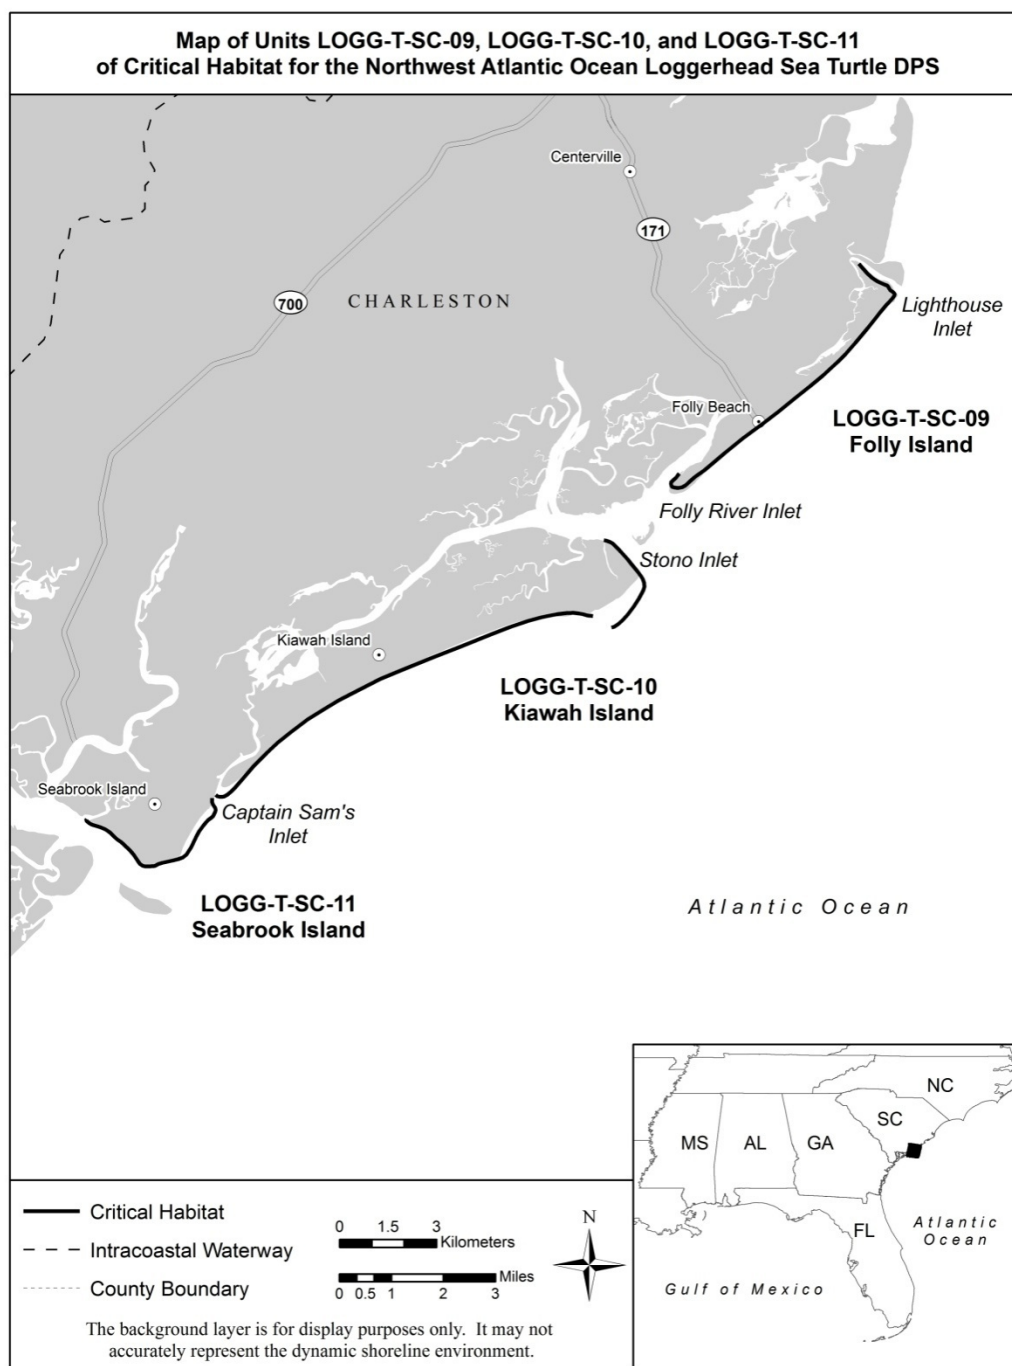 Map of Units LOGG-T-SC-09, LOGG-T-SC-10, and LOGG-T-SC-11
of Critical Habitat for the Northwest Atlantic Ocean Loggerhead Sea Turtle DPS
Centerville
171
700
CHARLESTON
Lighthouse
Inlet
Folly Beach
LOGG-T-SC-09
Folly Island
Folly River Inlet
Stono Inlet
Kiawah Island
LOGG-T-SC-10
Kiawah Island
Seabrook Island
Captain Sam's
Inlet
LOGG-T-SC-11
Seabrook Island
Atlantic Ocean
NC
SC
MS
AL
GA
FL
Atlantic
Ocean
Gulf of Mexico
Critical Habitat
Intracoastal Waterway
County Boundary
0 1.5 3
Kilometers
Miles
0 0.5 1 2 3
N
The background layer is for display purposes only. It may not
accurately represent the dynamic shoreline environment.